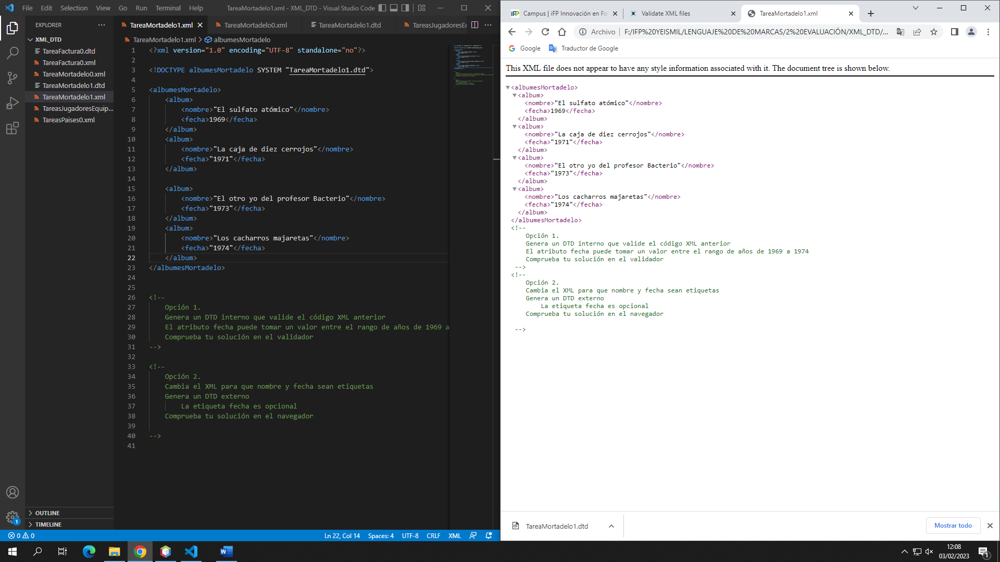 File Edit Selection View Go Run Terminal Help
TareaMortadelo1.xml - XML_DTD - Visual Studio Code
EXPLORER
XML_DTD
TareaFactura0.dtd
TareaFactura0.xml
TareaMortadelo0.xml
TareaMortadelo1.dtd
TareaMortadelo1.xml
TareasJugadoresEquip...
TareasPaises0.xml
OUTLINE
TIMELINE
TareaMortadelo1.xml TareaMortadelo0.xml TareaMortadelo1.dtd TareasJugadoresEc
TareaMortadelo1.xml > albumesMortadelo
1 <?xml version="1.0" encoding="UTF-8" standalone="no"?>
2
3 <!DOCTYPE albumesMortadelo SYSTEM "TareaMortadelo1.dtd">
4
5 <albumesMortadelo>
6 <album>
7 <nombre>"El sulfato atómico"</nombre>
8 <fecha>1969</fecha>
9 </album>
10 <album>
11 <nombre>"La caja de diez cerrojos"</nombre>
12 <fecha>"1971"</fecha>
13 </album>
14
15 <album>
16 <nombre>"El otro yo del profesor Bacterio"</nombre>
17 <fecha>"1973"</fecha>
18 </album>
19 <album>
20 <nombre>"Los cacharros majaretas"</nombre>
21 <fecha>"1974"</fecha>
22 </album>
23 </albumesMortadelo>
24
25
26 <!--
27 Opción 1.
28 Genera un DTD interno que valide el código XML anterior
29 El atributo fecha puede tomar un valor entre el rango de años de 1969 a
30 Comprueba tu solución en el validador
31 -->
32
33 <!--
34 Opción 2.
35 Cambia el XML para que nombre y fecha sean etiquetas
36 Genera un DTD externo
37 La etiqueta fecha es opcional
38 Comprueba tu solución en el navegador
39
40 -->
41
0 0 Ln 22, Col 14 Spaces: 4 UTF-8 CRLF XML
1
Campus | iFP Innovación en Fo Validate XML files TareaMortadelo1.xml
Archivo | F:/IFP%20YEISMIL/LENGUAJE%20DE%20MARCAS/2%20EVALUACIÓN/XML_DTD/...
Google Traductor de Google
This XML file does not appear to have any style information associated with it. The document tree is shown below.
<albumesMortadelo>
<album>
<nombre>"El sulfato atómico"</nombre>
<fecha>1969</fecha>
</album>
<album>
<nombre>"La caja de diez cerrojos"</nombre>
<fecha>"1971"</fecha>
</album>
<album>
<nombre>"El otro yo del profesor Bacterio"</nombre>
<fecha>"1973"</fecha>
</album>
<album>
<nombre>"Los cacharros majaretas"</nombre>
<fecha>"1974"</fecha>
</album>
</albumesMortadelo>
<!--
Opción 1.
Genera un DTD interno que valide el código XML anterior
El atributo fecha puede tomar un valor entre el rango de años de 1969 a 1974
Comprueba tu solución en el validador
-->
<!--
Opción 2.
Cambia el XML para que nombre y fecha sean etiquetas
Genera un DTD externo
La etiqueta fecha es opcional
Comprueba tu solución en el navegador
-->
TareaMortadelo1.dtd
Mostrar todo
12:08
03/02/2023
1